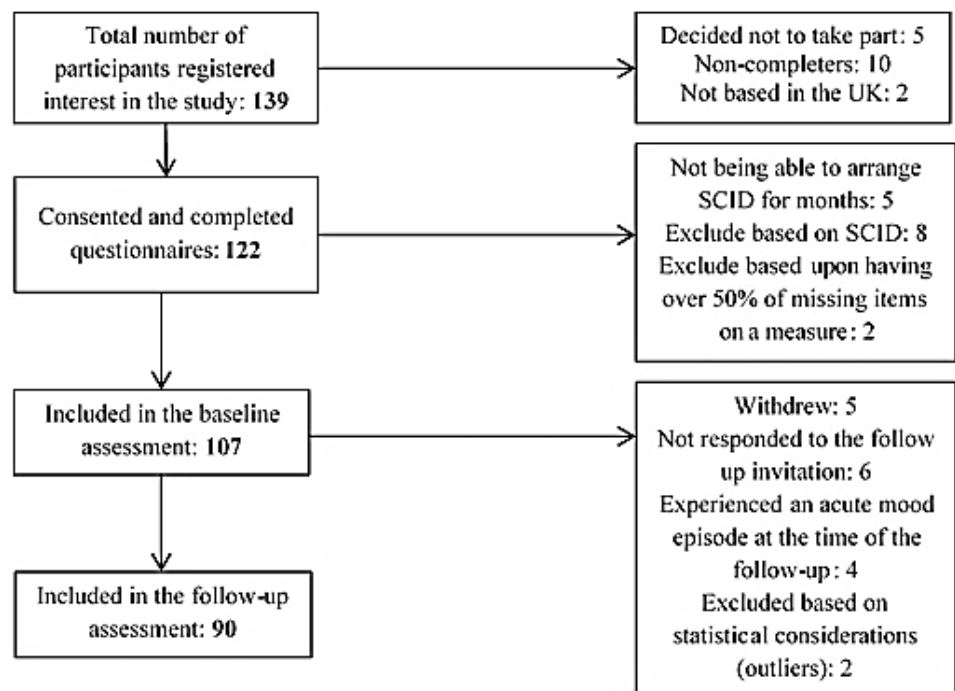 Total number of
participants registered
interest in the study: 139
Decided not to take part: 5
Non-completers: 10
Not based in the UK: 2
Consented and completed
questionnaires: 122
Not being able to arrange
SCID for months: 5
Exclude based on SCID: 8
Exclude based upon having
over 50% of missing items
on a measure: 2
Included in the baseline
assessment: 107
Withdrew: 5
Not responded to the follow
up invitation: 6
Experienced an acute mood
episode at the time of the
follow-up: 4
Excluded based on
statistical considerations
(outliers): 2
Included in the follow-up
assessment: 90